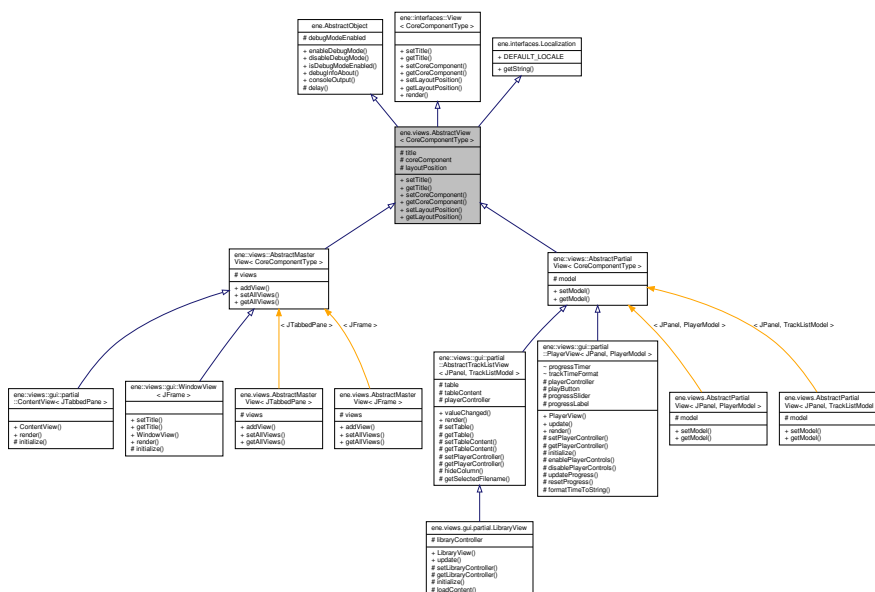 ene.AbstractObject
# debugModeEnabled
+ enableDebugMode()
+ disableDebugMode()
+ isDebugModeEnabled()
+ debugInfoAbout()
+ consoleOutput()
# delay()
ene::interfaces::View
< CoreComponentType >
+ setTitle()
+ getTitle()
+ setCoreComponent()
+ getCoreComponent()
+ setLayoutPosition()
+ getLayoutPosition()
+ render()
ene.interfaces.Localization
+ DEFAULT_LOCALE
+ getString()
ene.views.AbstractView
< CoreComponentType >
# title
# coreComponent
# layoutPosition
+ setTitle()
+ getTitle()
+ setCoreComponent()
+ getCoreComponent()
+ setLayoutPosition()
+ getLayoutPosition()
ene::views::AbstractMaster
View< CoreComponentType >
# views
+ addView()
+ setAllViews()
+ getAllViews()
ene::views::AbstractPartial
View< CoreComponentType >
# model
+ setModel()
+ getModel()
< JTabbedPane >
< JFrame >
< JPanel, PlayerModel >
< JPanel, TrackListModel >
ene::views::gui::partial
::ContentView< JTabbedPane >
+ ContentView()
+ render()
# initialize()
ene::views::gui::WindowView
< JFrame >
+ setTitle()
+ getTitle()
+ WindowView()
+ render()
# initialize()
ene.views.AbstractMaster
View< JTabbedPane >
# views
+ addView()
+ setAllViews()
+ getAllViews()
ene.views.AbstractMaster
View< JFrame >
# views
+ addView()
+ setAllViews()
+ getAllViews()
ene::views::gui::partial
::AbstractTrackListView
< JPanel, TrackListModel >
# table
# tableContent
# playerController
+ valueChanged()
+ render()
# setTable()
# getTable()
# setTableContent()
# getTableContent()
# setPlayerController()
# getPlayerController()
# hideColumn()
# getSelectedFilename()
ene::views::gui::partial
::PlayerView< JPanel, PlayerModel >
~ progressTimer
~ trackTimeFormat
# playerController
# playButton
# progressSlider
# progressLabel
+ PlayerView()
+ update()
+ render()
# setPlayerController()
# getPlayerController()
# initialize()
# enablePlayerControls()
# disablePlayerControls()
# updateProgress()
# resetProgress()
# formatTimeToString()
ene.views.AbstractPartial
View< JPanel, PlayerModel >
# model
+ setModel()
+ getModel()
ene.views.AbstractPartial
View< JPanel, TrackListModel
# model
+ setModel()
+ getModel()
ene.views.gui.partial.LibraryView
# libraryController
+ LibraryView()
+ update()
# setLibraryController()
# getLibraryController()
# initialize()
# loadContent()